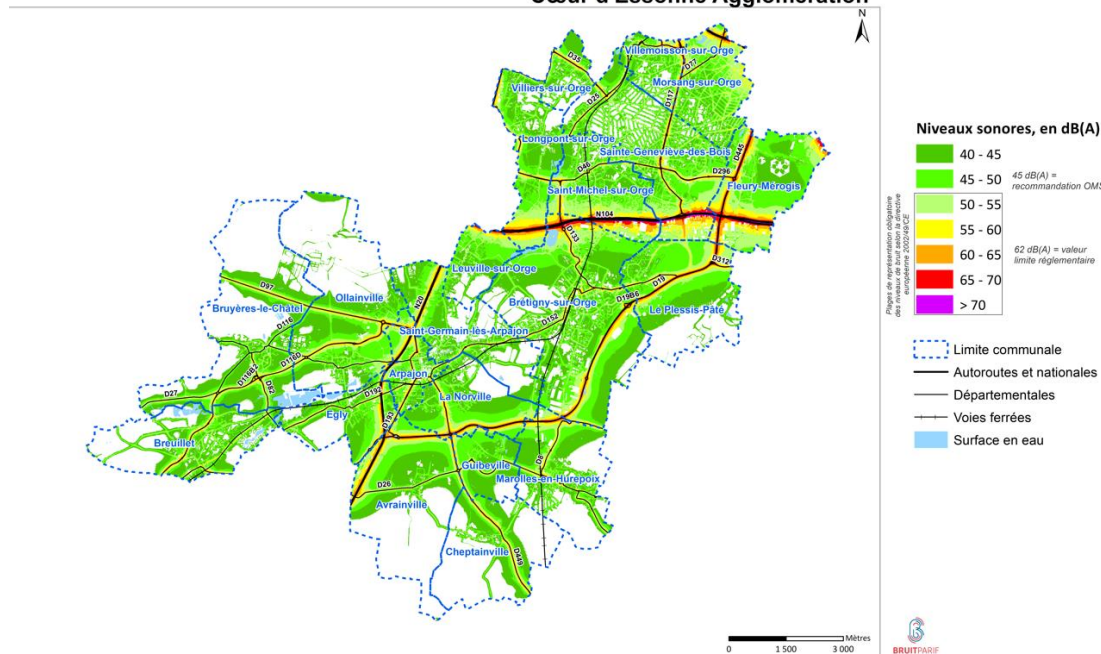 Cœur d'Essonne Agglomération
N
Villemoisson-sur-Orge
D35
D77
Villiers-sur-Orge
Morsang-sur-Orge
D25
D117
Longpont-sur-Orge
Sainte-Geneviève-des-Bois
D445
D46
D296
Saint-Michel-sur-Orge
Fleury-Mérogis
N104
D133
D312
Leuville-sur-Orge
D19
D97
Ollainville
N20
Brétigny-sur-Orge
D19B6
Bruyères-le-Châtel
Le Plessis-Pâté
D116
Saint-Germain-lès-Arpajon
D152
D116D
D116B2
Arpajon
D82
D27
D192
La Norville
Egly
D193
Breuillet
Guibeville
D8
D26
Marolles-en-Hurepoix
Avrainville
Cheptainville
D449
0 1 500 3 000 Mètres
Niveaux sonores, en dB(A)
40 - 45
45 - 50
45 dB(A) =
recommandation OMS
50 - 55
55 - 60
60 - 65
62 dB(A) = valeur
limite réglementaire
65 - 70
> 70
Plages de représentation obligatoire
des niveaux de bruit selon la directive
européenne 2002/49/CE
Limite communale
Autoroutes et nationales
Départementales
Voies ferrées
Surface en eau
BRUITPARIF